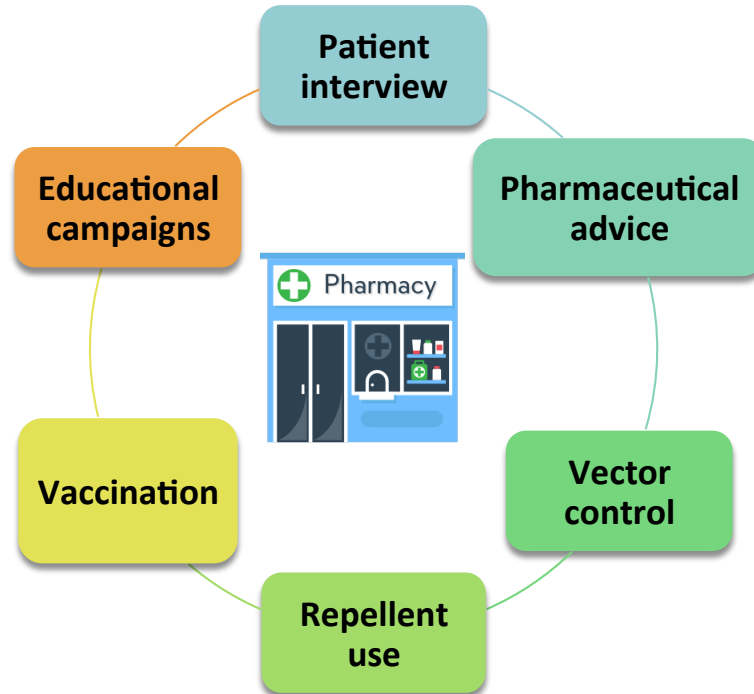 Patient
interview
Pharmaceutical
advice
Vector
control
Repellent
use
Vaccination
Educational
campaigns
Pharmacy